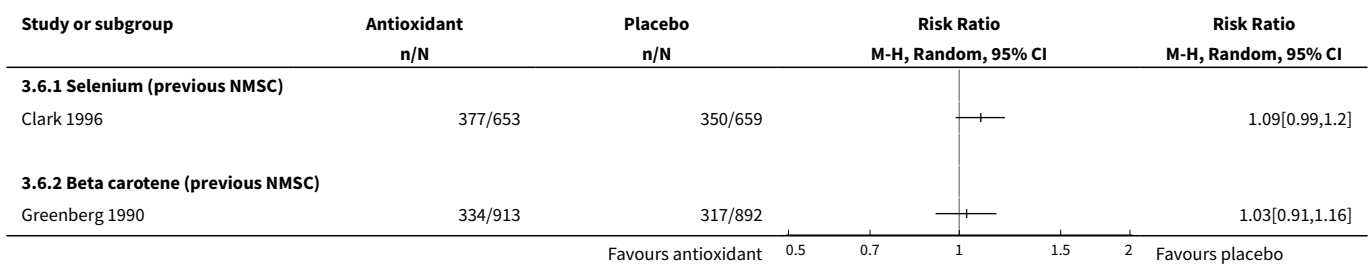 Study or subgroup Antioxidant Placebo Risk Ratio Risk Ratio
n/N n/N M-H, Random, 95% CI M-H, Random, 95% CI
3.6.1 Selenium (previous NMSC)
Clark 1996 377/653 350/659 1.09[0.99,1.2]
3.6.2 Beta carotene (previous NMSC)
Greenberg 1990 334/913 317/892 1.03[0.91,1.16]
Favours antioxidant 0.5 0.7 1 1.5 2 Favours placebo